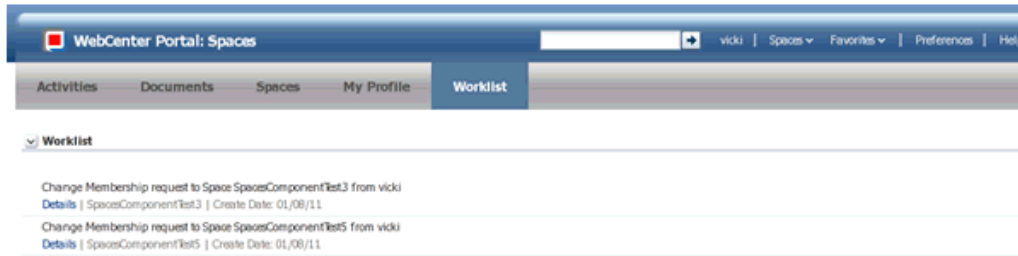 WebCenter Portal: Spaces vicki | Spaces Favorites | Preferences | Hel
Activities Documents Spaces My Profile Worklist
Worklist
Change Membership request to Space SpacesComponentTest3 from vicki
Details | SpacesComponentTest3 | Create Date: 01/08/11
Change Membership request to Space SpacesComponentTest5 from vicki
Details | SpacesComponentTest5 | Create Date: 01/08/11